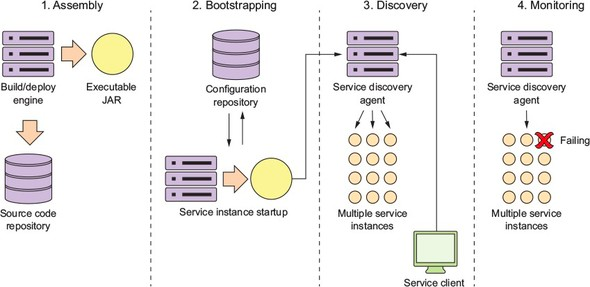 1. Assembly
Build/deploy
engine
Executable
JAR
Source code
repository
2. Bootstrapping
Configuration
repository
Service instance startup
3. Discovery
Service discovery
agent
Multiple service
instances
Service client
4. Monitoring
Service discovery
agent
Failing
Multiple service
instances